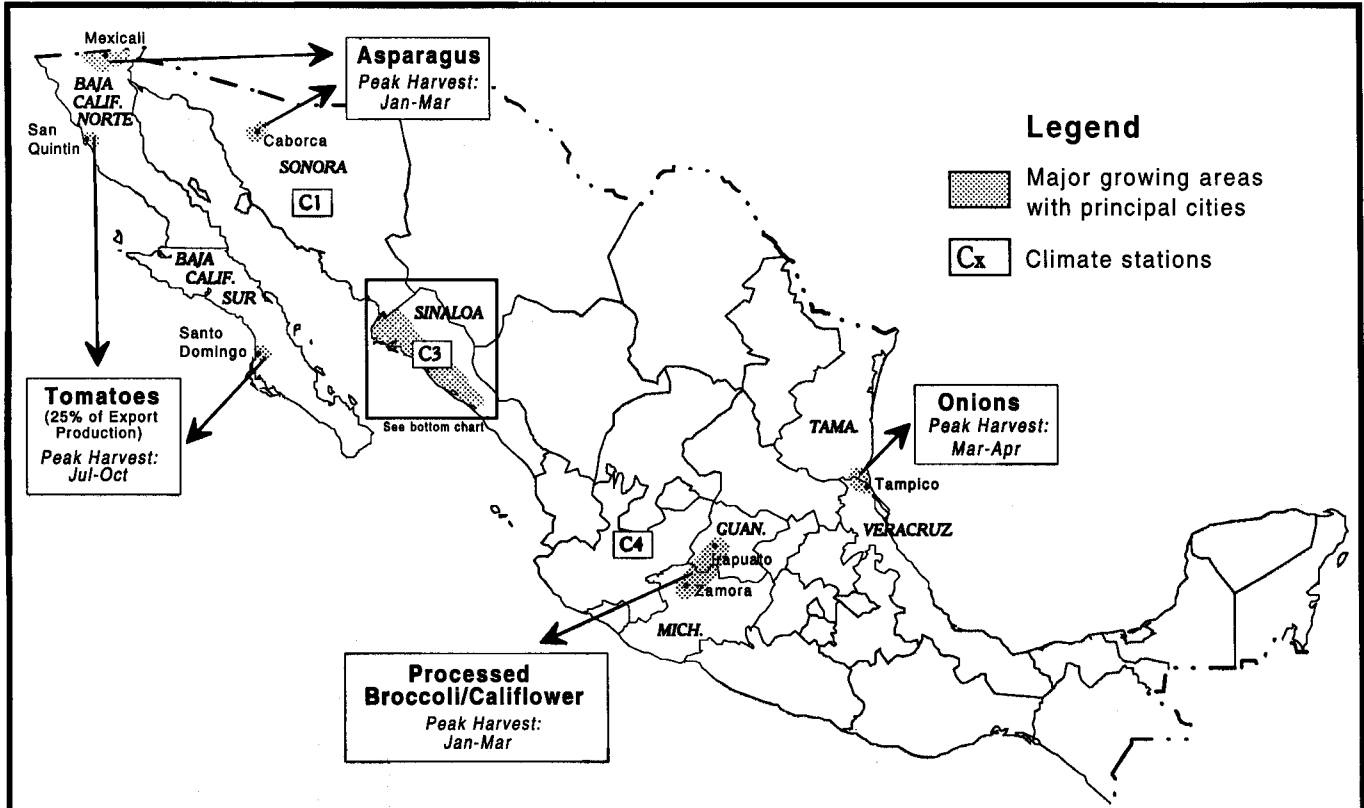 Mexicali
Asparagus
Peak Harvest:
Jan-Mar
BAJA
CALIF.
NORTE
San
Quintin
Caborca
SONORA
C1
Legend
Major growing areas
with principal cities
Cx
Climate stations
BAJA
CALIF.
SUR
Santo
Domingo
SINALOA
C3
See bottom chart
Tomatoes
(25% of Export
Production)
Peak Harvest:
Jul-Oct
Onions
Peak Harvest:
Mar-Apr
TAMA.
Tampico
VERACRUZ
GUAN.
C4
Irapuato
Zamora
MICH.
Processed
Broccoli/Califlower
Peak Harvest:
Jan-Mar